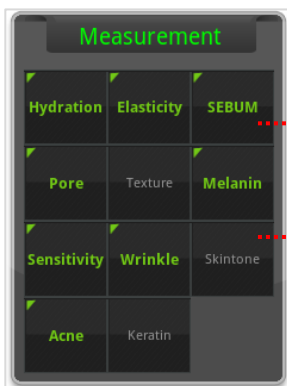 Measurement
Hydration Elasticity SEBUM
Pore Texture Melanin
Sensitivity Wrinkle Skintone
Acne Keratin